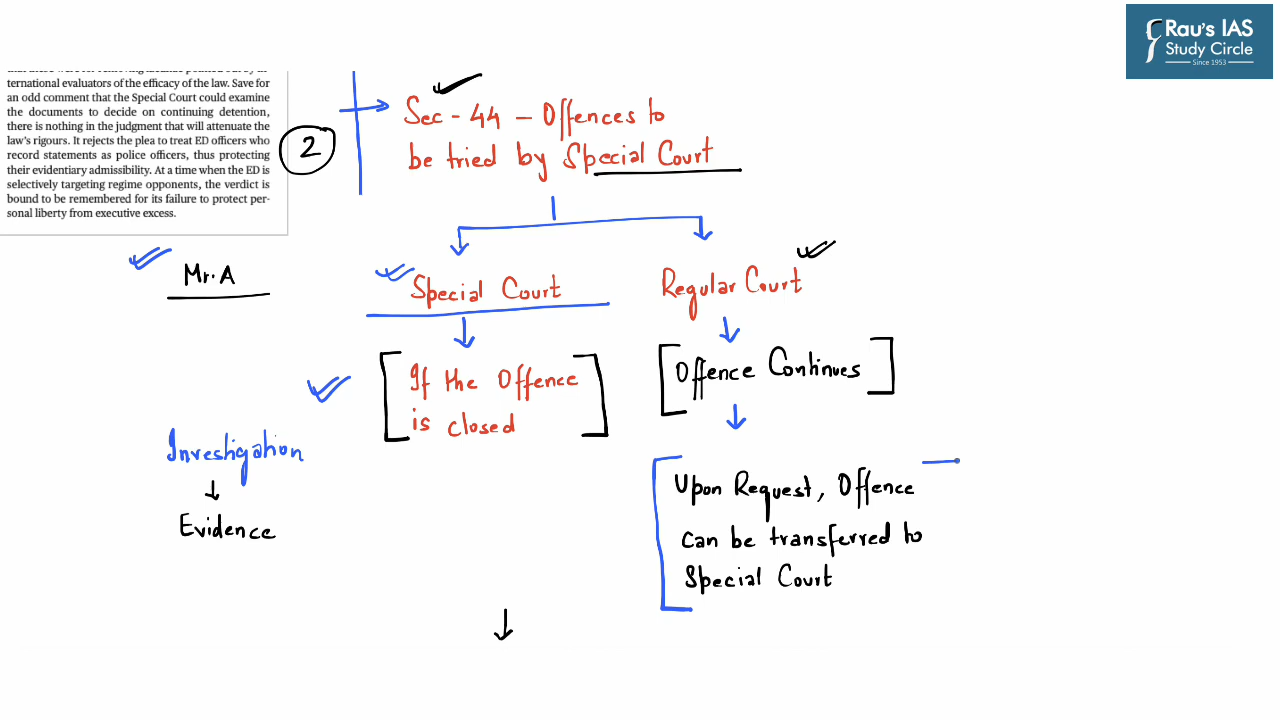 Rau's IAS
Study Circle
Since 1953
ternational evaluators of the efficacy of the law. Save for
an odd comment that the Special Court could examine
the documents to decide on continuing detention,
there is nothing in the judgment that will attenuate the
law's rigours. It rejects the plea to treat ED officers who
record statements as police officers, thus protecting
their evidentiary admissibility. At a time when the ED is
selectively targeting regime opponents, the verdict is
bound to be remembered for its failure to protect per-
sonal liberty from executive excess.
2
Sec - 44 - Offences to
be tried by Special Court
Mr. A
Special Court
Regular Court
If the Offence
is closed
Offence Continues
Investigation
Evidence
Upon Request, Offence
can be transferred to
Special Court